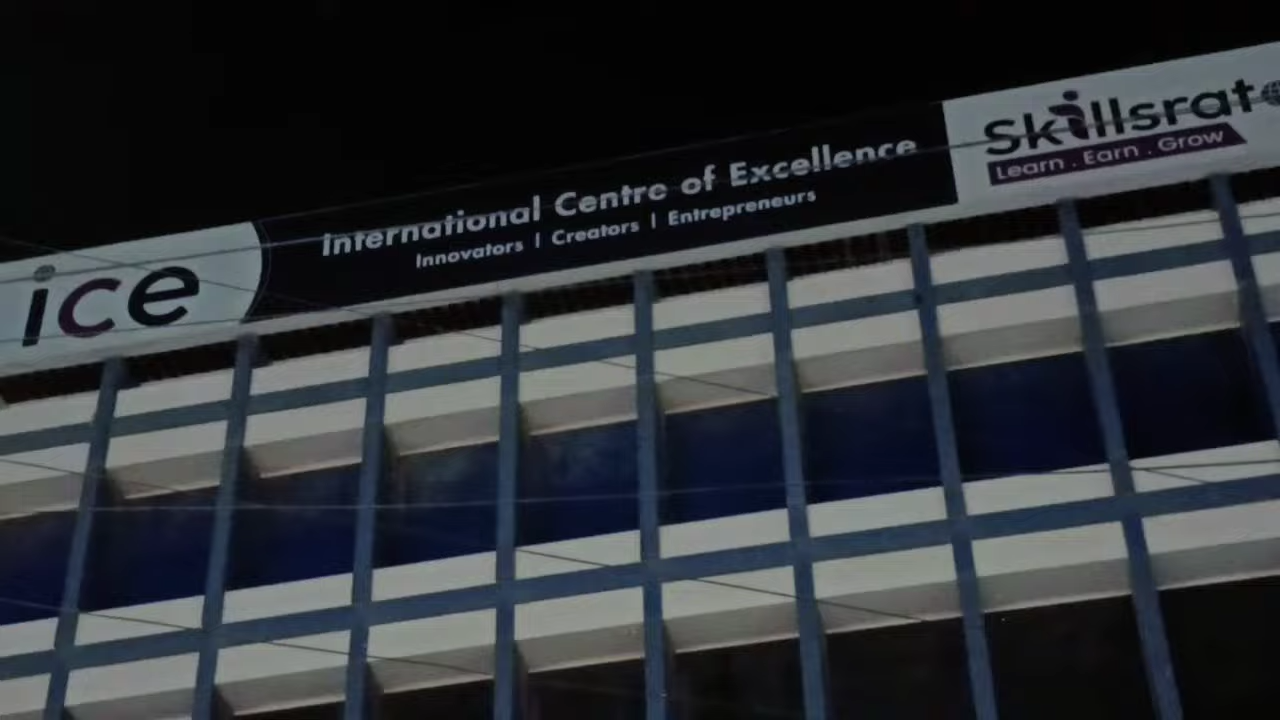 ice
International Centre of Excellence
Innovators | Creators | Entrepreneurs
Skillsrat
Learn . Earn . Grow